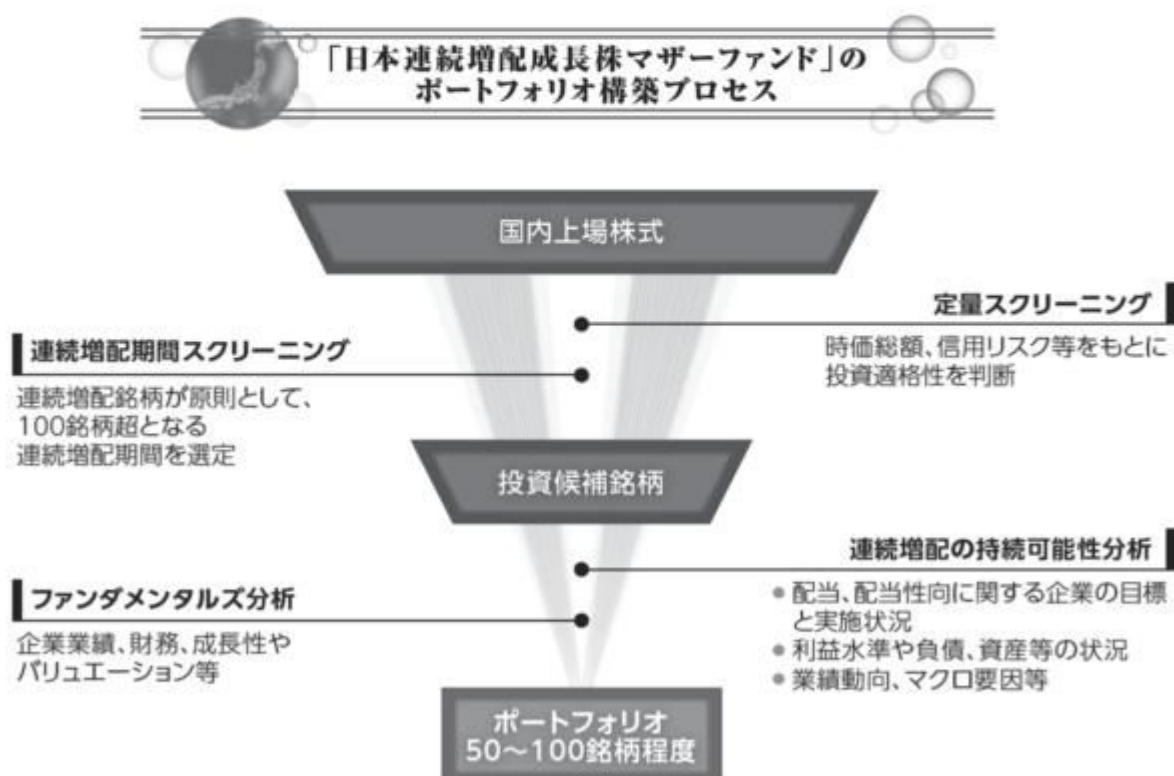 「日本連続増配成長株マザーファンド」の
ポートフォリオ構築プロセス
国内上場株式
定量スクリーニング
時価総額、信用リスク等をもとに
投資適格性を判断
連続増配期間スクリーニング
連続増配銘柄が原則として、
100銘柄超となる
連続増配期間を選定
投資候補銘柄
連続増配の持続可能性分析
●配当、配当性向に関する企業の目標
と実施状況
●利益水準や負債、資産等の状況
●業績動向、マクロ要因等
ファンダメンタルズ分析
企業業績、財務、成長性や
バリュエーション等
ポートフォリオ
50～100銘柄程度